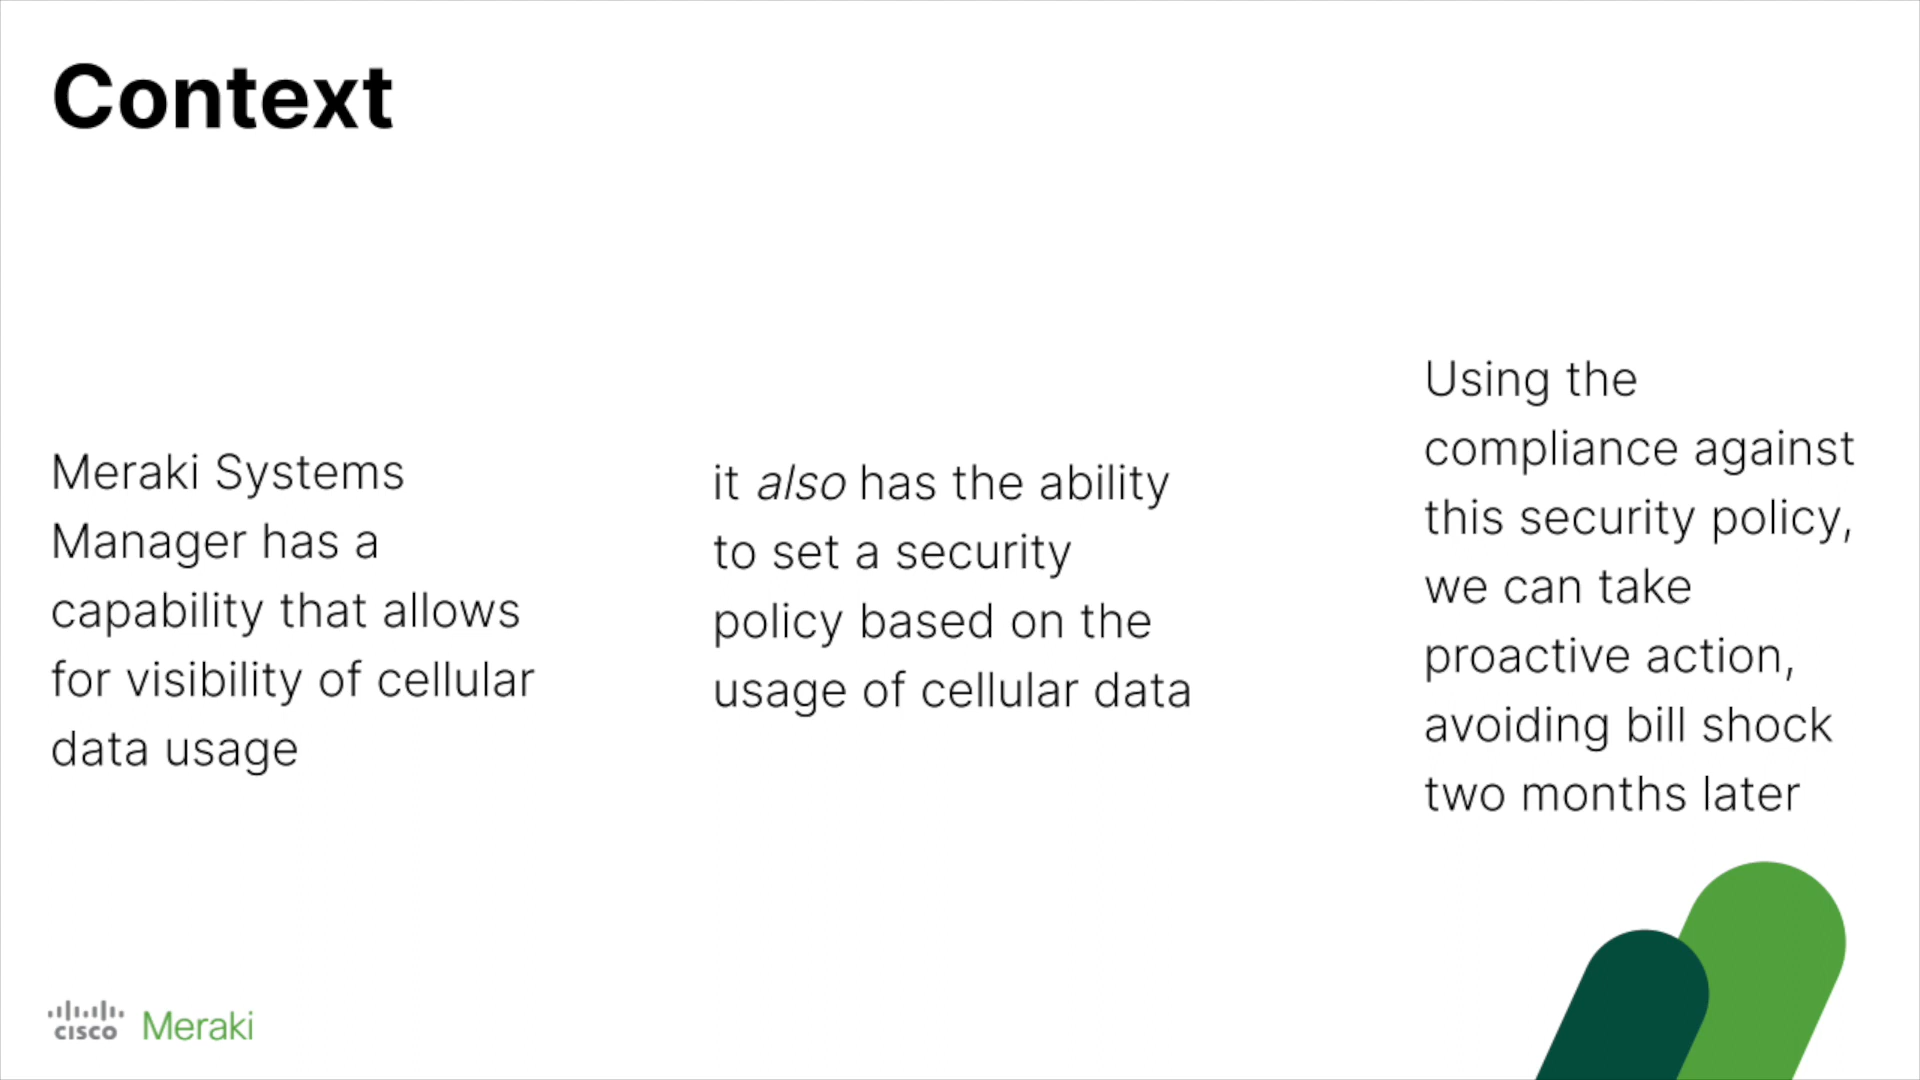 Context
Meraki Systems
Manager has a
capability that allows
for visibility of cellular
data usage
it also has the ability
to set a security
policy based on the
usage of cellular data
Using the
compliance against
this security policy,
we can take
proactive action,
avoiding bill shock
two months later
CISCO Meraki